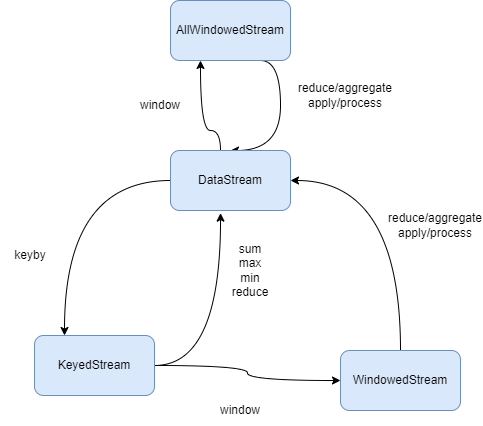 AllWindowedStream
reduce/aggregate
apply/process
window
DataStream
reduce/aggregate
apply/process
keyby
sum
max
min
reduce
KeyedStream
WindowedStream
window